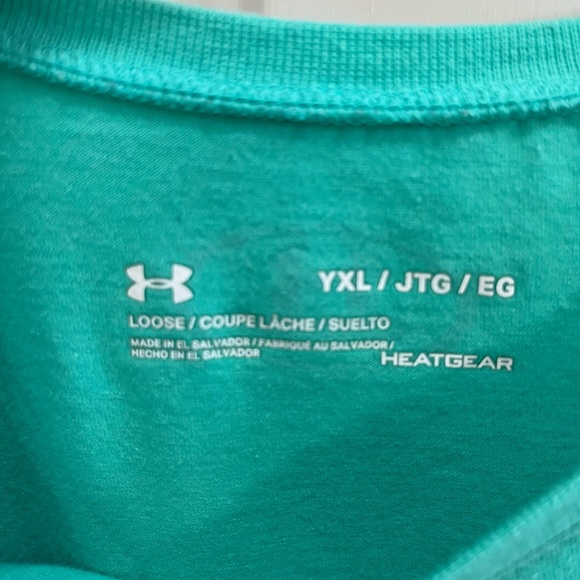 YXL / JTG / EG
LOOSE / COUPE LÂCHE / SUELTO
MADE IN EL SALVADOR / FABRIQUÉ AU SALVADOR /
HECHO EN EL SALVADOR
HEATGEAR